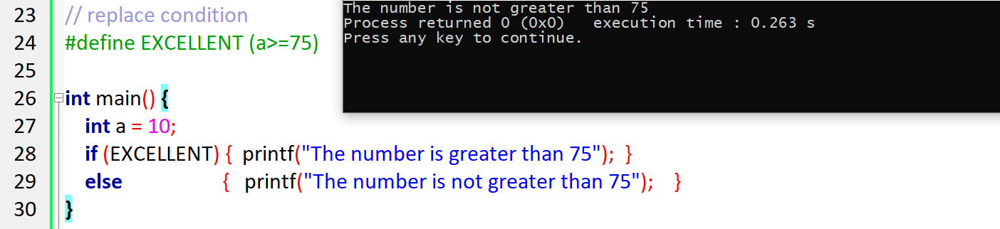 23 // replace condition
24 #define EXCELLENT (a>=75)
25
26 int main() {
27 int a = 10;
28 if (EXCELLENT) { printf("The number is greater than 75"); }
29 else { printf("The number is not greater than 75"); }
30 }
The number is not greater than 75
Process returned 0 (0x0) execution time : 0.263 s
Press any key to continue.